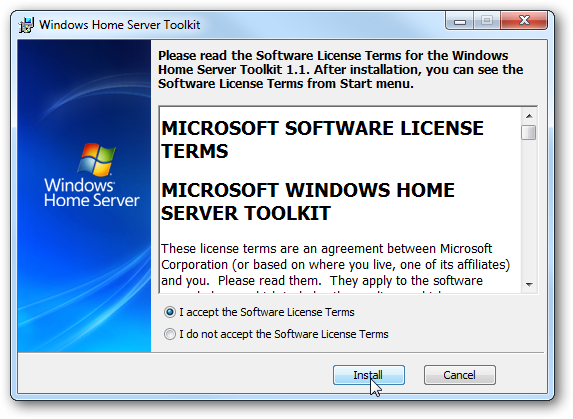 Windows Home Server Toolkit
Please read the Software License Terms for the Windows
Home Server Toolkit 1.1. After installation, you can see the
Software License Terms from Start menu.
MICROSOFT SOFTWARE LICENSE
TERMS
MICROSOFT WINDOWS HOME
SERVER TOOLKIT
These license terms are an agreement between Microsoft
Corporation (or based on where you live, one of its affiliates)
and you.  Please read them.  They apply to the software
Windows
Home Server
I accept the Software License Terms
I do not accept the Software License Terms
Install
Cancel